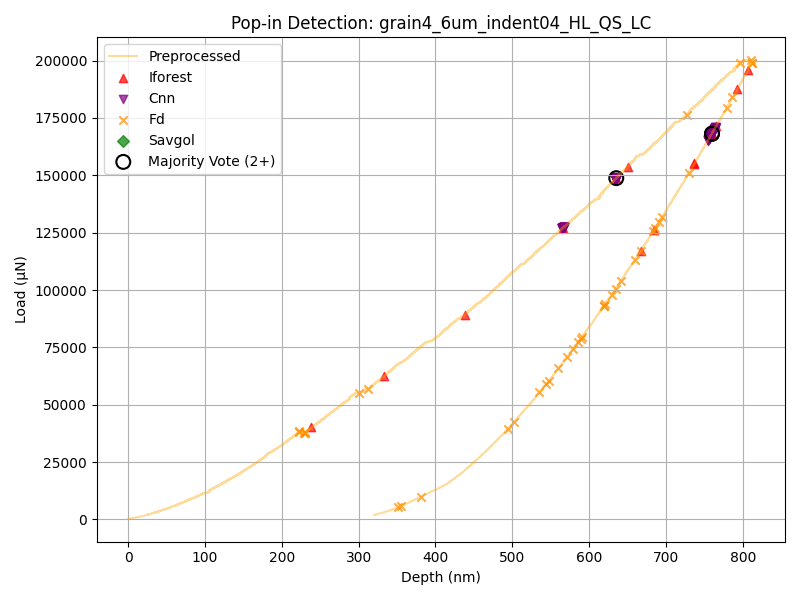 Pop-in Detection: grain4_6um_indent04_HL_QS_LC
Preprocessed
Iforest
Cnn
Fd
Savgol
Majority Vote (2+)
200000
175000
150000
125000
100000
75000
50000
25000
0
Load (μN)
0 100 200 300 400 500 600 700 800
Depth (nm)